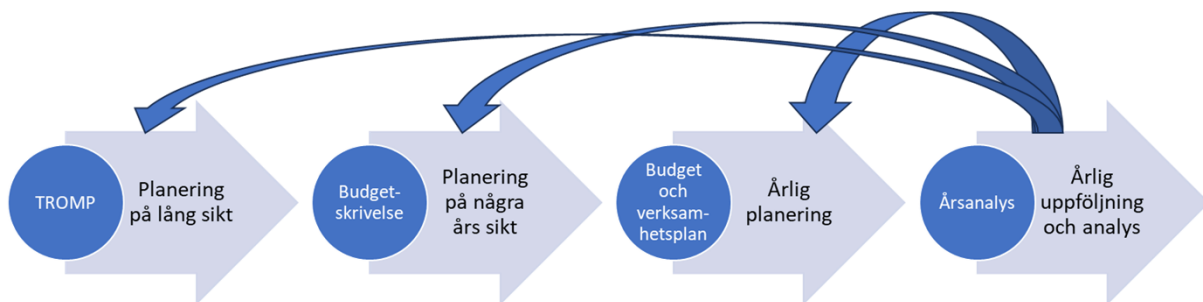 TROMP
Planering
på lång sikt
Budget-
skrivelse
Planering
på några
års sikt
Budget
och
verksam-
hetsplan
Årlig
planering
Årsanalys
Årlig
uppföljning
och analys